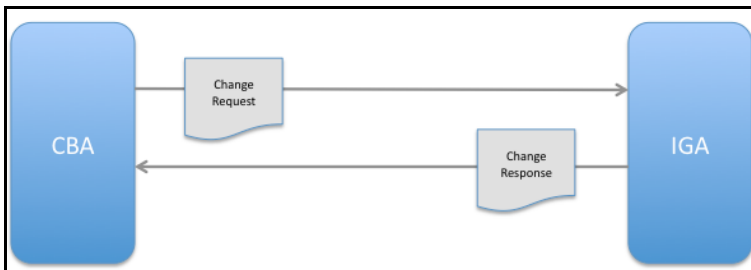 CBA
Change
Request
Change
Response
IGA